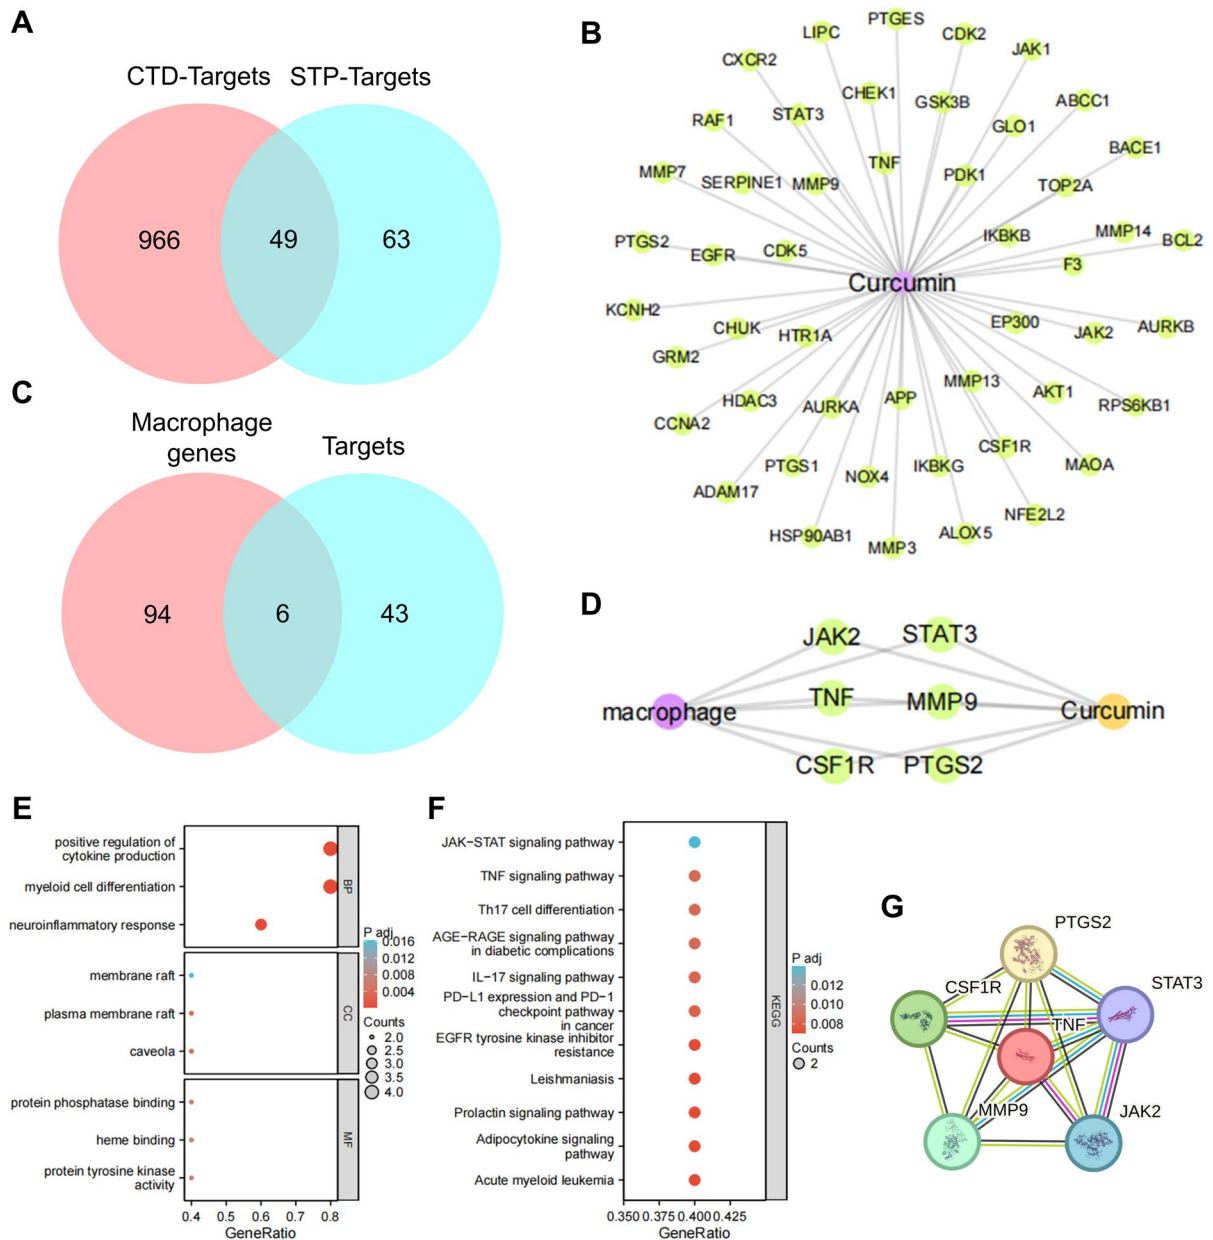 A
CTD-Targets STP-Targets
966
49
63
B
PTGES
LIPC
CDK2
JAK1
CXCR2
CHEK1
GSK3B
ABCC1
STAT3
RAF1
GLO1
BACE1
TNF
MMP7
SERPINE1
MMP9
PDK1
TOP2A
PTGS2
EGFR
CDK5
IKBKB
MMP14
BCL2
F3
Curcumin
KCNH2
CHUK
HTR1A
EP300
JAK2
AURKB
GRM2
MMP13
HDAC3
AURKA
APP
AKT1
RPS6KB1
CCNA2
CSF1R
PTGS1
NOX4
IKBKG
MAOA
ADAM17
NFE2L2
HSP90AB1
MMP3
ALOX5
C
Macrophage
genes
Targets
94
6
43
D
JAK2
STAT3
macrophage
TNF
MMP9
Curcumin
CSF1R
PTGS2
E
positive regulation of
cytokine production
myeloid cell differentiation
neuroinflammatory response
BP
membrane raft
plasma membrane raft
caveola
CC
protein phosphatase binding
heme binding
protein tyrosine kinase
activity
MF
0.4 0.5 0.6 0.7 0.8
GeneRatio
P adj
0.016
0.012
0.008
0.004
Counts
2.0
2.5
3.0
3.5
4.0
F
JAK−STAT signaling pathway
TNF signaling pathway
Th17 cell differentiation
AGE−RAGE signaling pathway
in diabetic complications
IL−17 signaling pathway
PD−L1 expression and PD−1
checkpoint pathway
in cancer
EGFR tyrosine kinase inhibitor
resistance
Leishmaniasis
Prolactin signaling pathway
Adipocytokine signaling
pathway
Acute myeloid leukemia
KEGG
0.350 0.375 0.400 0.425
GeneRatio
P adj
0.012
0.010
0.008
Counts
2
G
PTGS2
CSF1R
STAT3
TNF
MMP9
JAK2